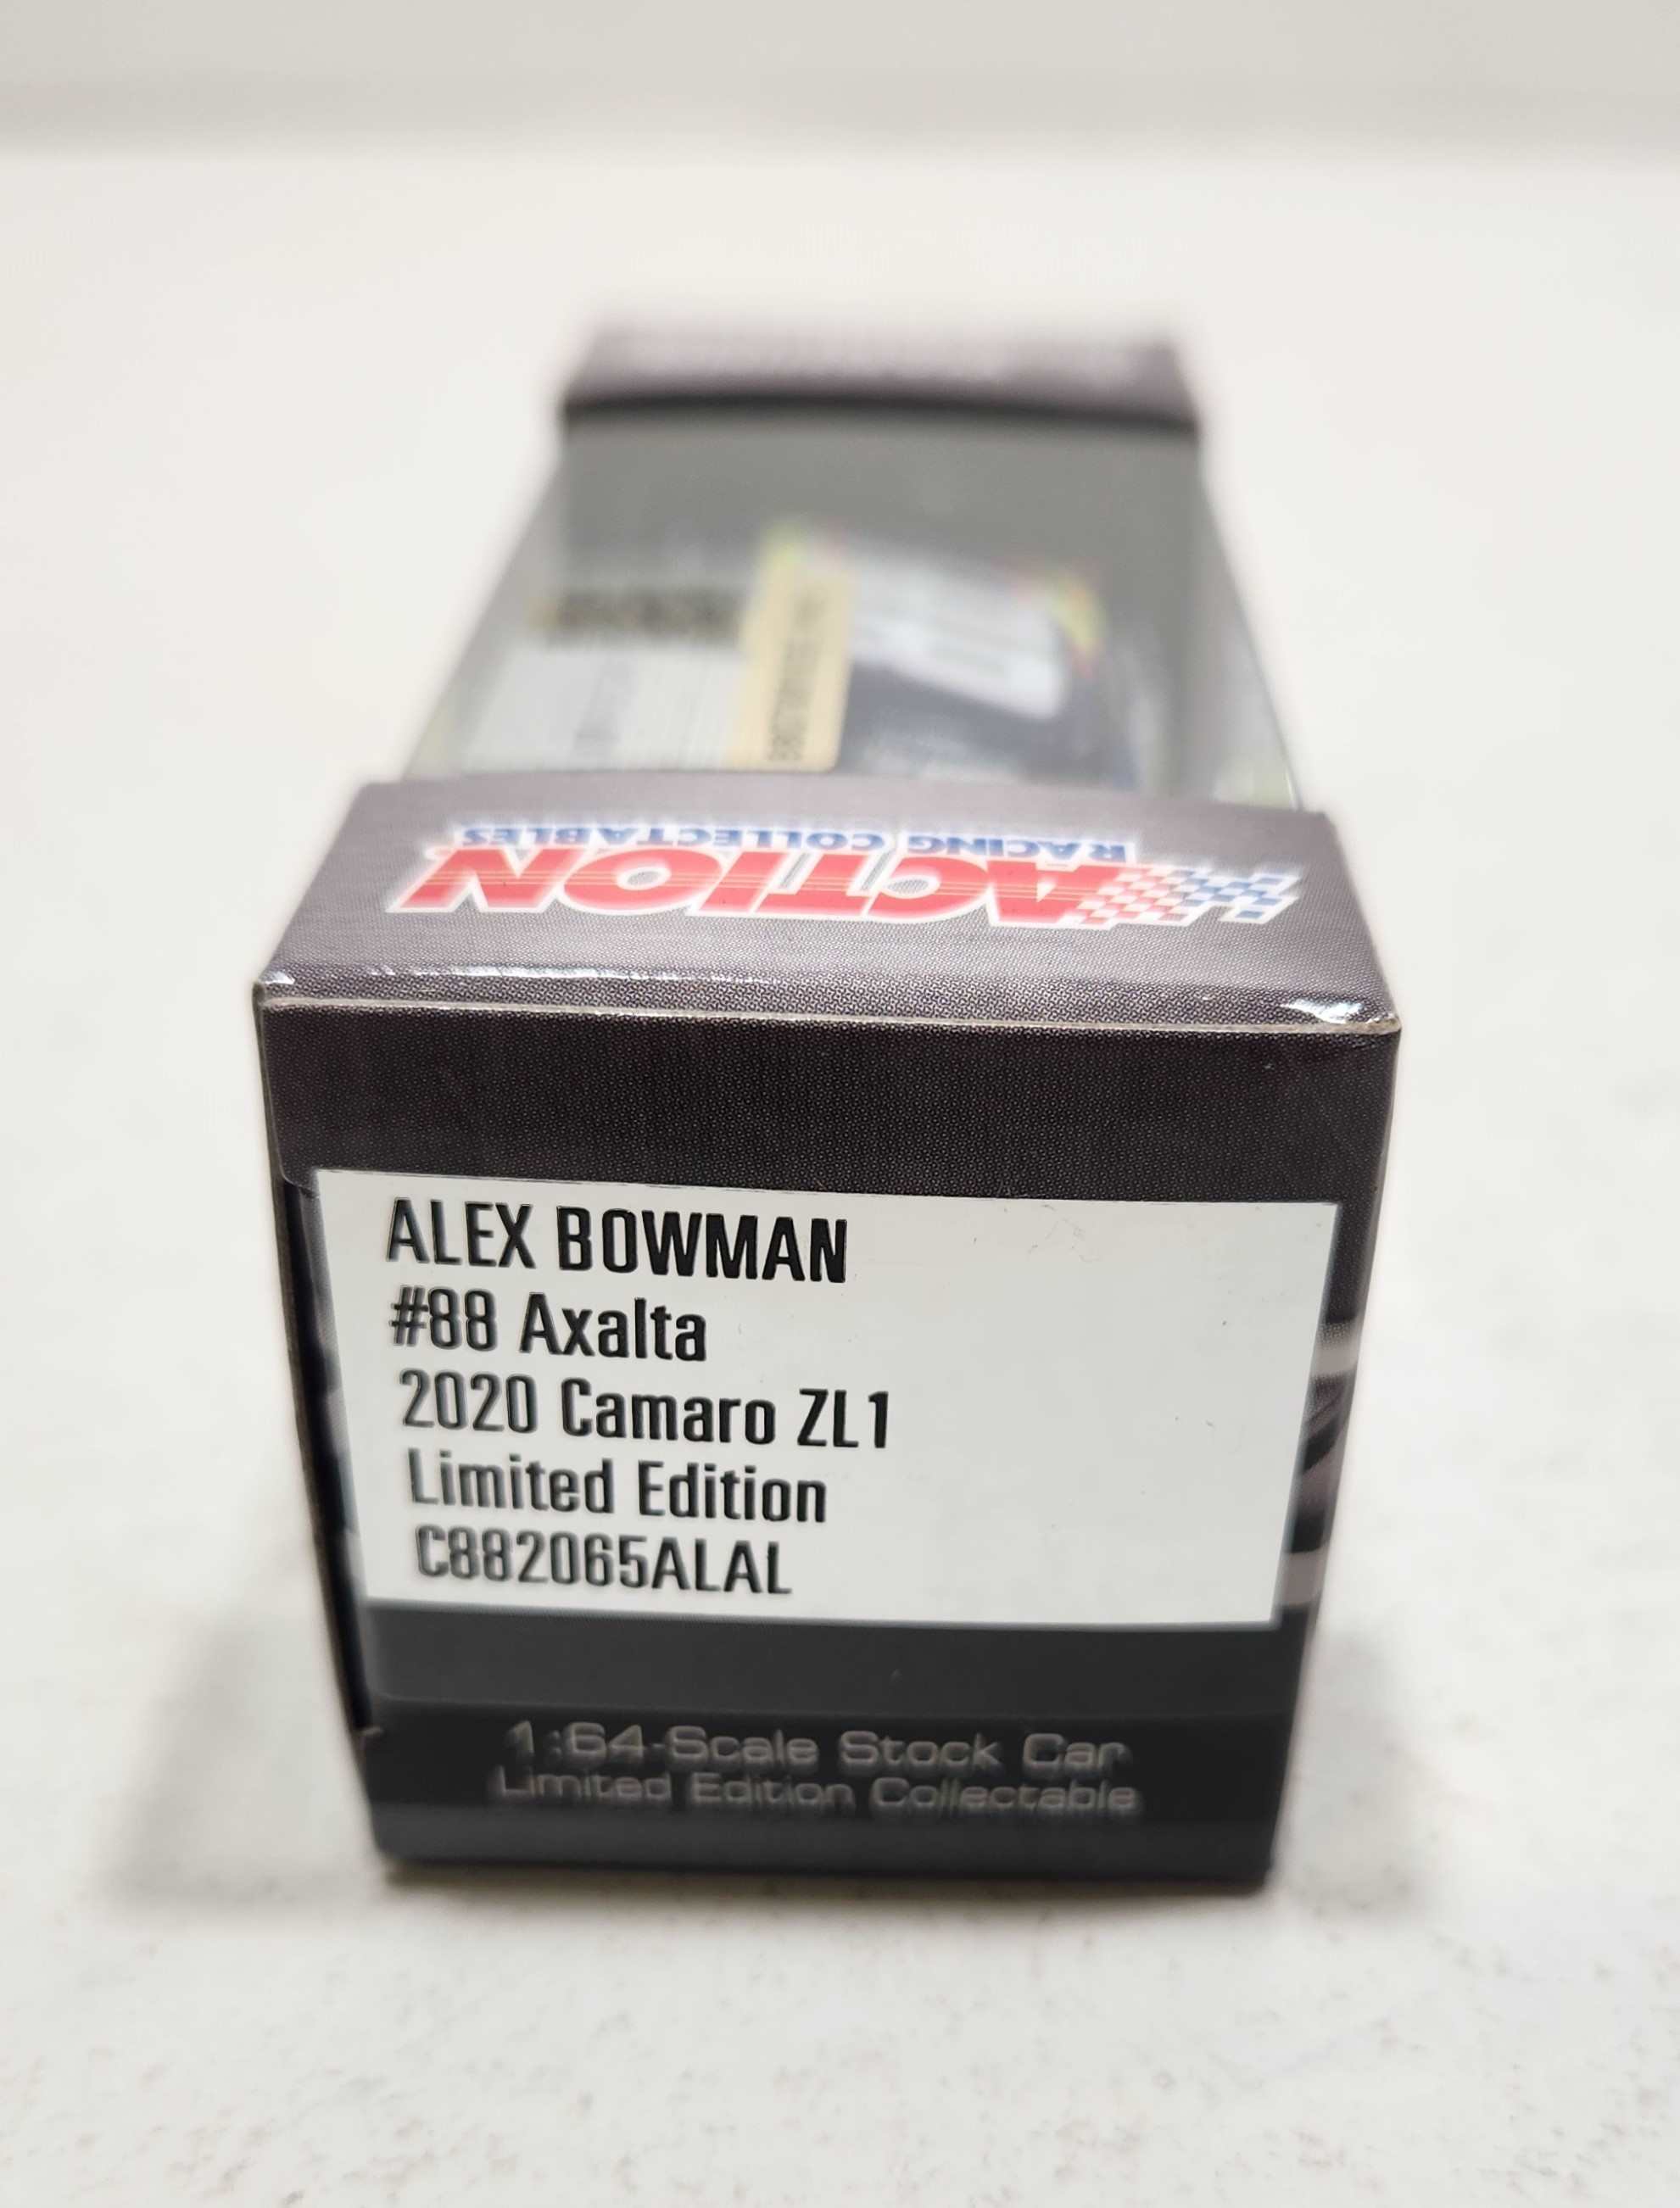 ACTION
RACING COLLECTABLES
ALEX BOWMAN
#88 Axalta
2020 Camaro ZL1
Limited Edition
C882065ALAL
1:64-Scale Stock Car
Limited Edition Collectable